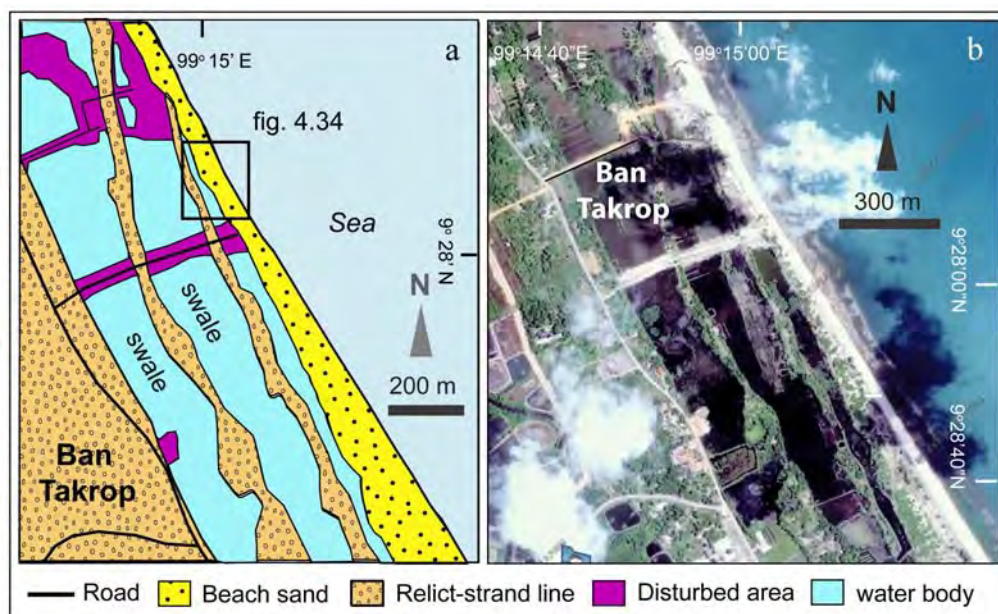 a
99°15' E
fig. 4.34
Sea
9°28' N
N
swale
swale
200 m
Ban
Takrop
b
99°14'40"E
99°15'00"E
N
Ban
Takrop
300 m
9°28'00"N
9°28'40"N
Road
Beach sand
Relict-strand line
Disturbed area
water body